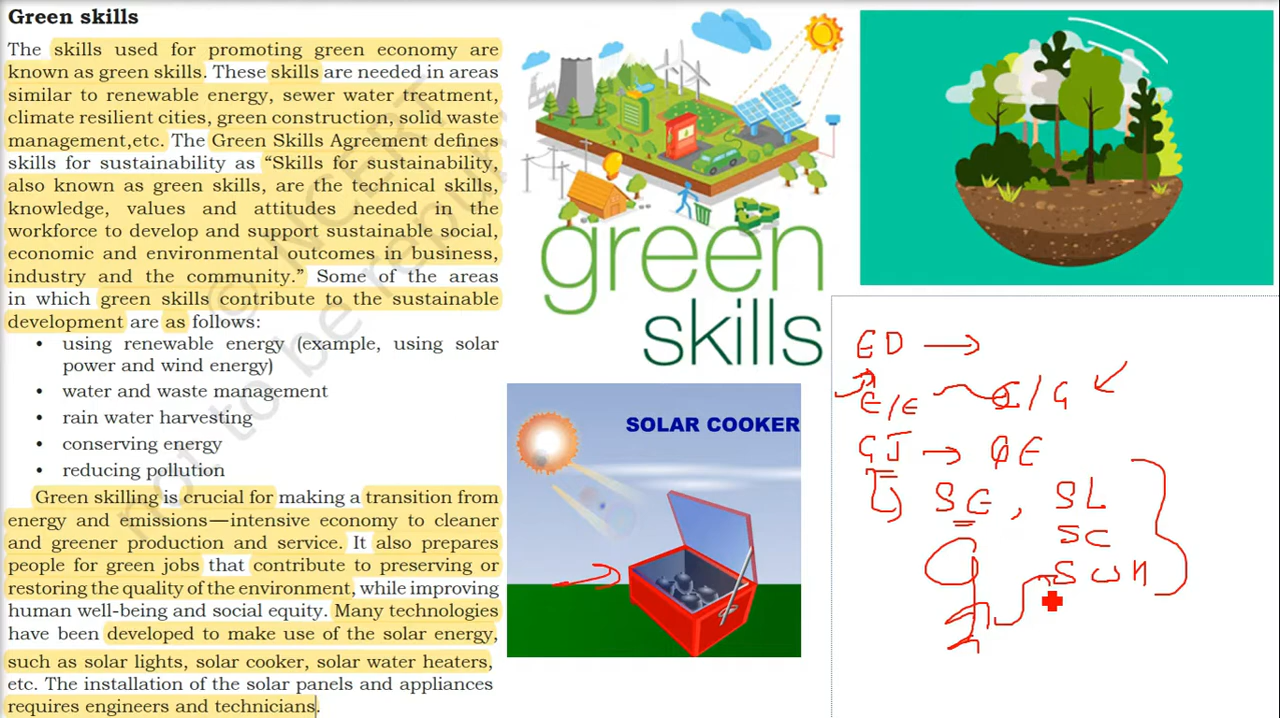 Green skills
The skills used for promoting green economy are
known as green skills. These skills are needed in areas
similar to renewable energy, sewer water treatment,
climate resilient cities, green construction, solid waste
management,etc. The Green Skills Agreement defines
skills for sustainability as “Skills for sustainability,
also known as green skills, are the technical skills,
knowledge, values and attitudes needed in the
workforce to develop and support sustainable social,
economic and environmental outcomes in business,
industry and the community.” Some of the areas
in which green skills contribute to the sustainable
development are as follows:
• using renewable energy (example, using solar
power and wind energy)
• water and waste management
• rain water harvesting
• conserving energy
• reducing pollution
Green skilling is crucial for making a transition from
energy and emissions—intensive economy to cleaner
and greener production and service. It also prepares
people for green jobs that contribute to preserving or
restoring the quality of the environment, while improving
human well-being and social equity. Many technologies
have been developed to make use of the solar energy,
such as solar lights, solar cooker, solar water heaters,
etc. The installation of the solar panels and appliances
requires engineers and technicians.
green
skills
SOLAR COOKER
ED →
E/E C/G
GJ → QE
SE, SL
SC
SWH